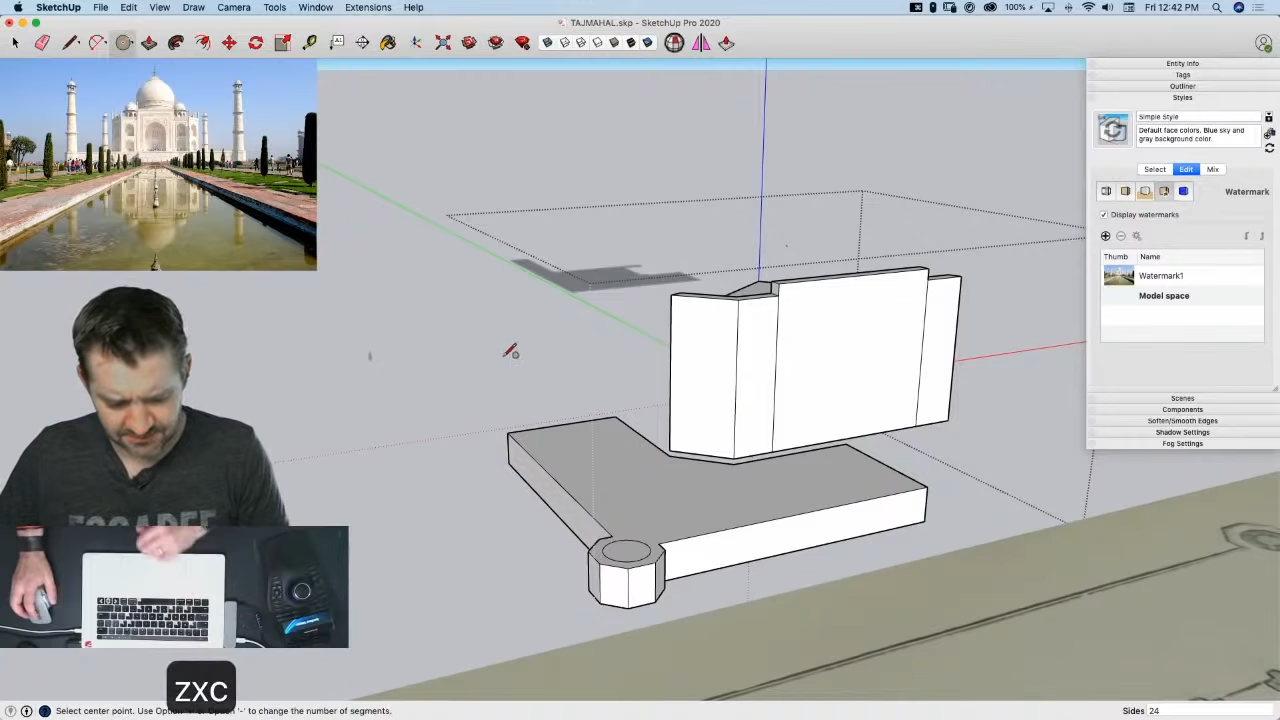 SketchUp File Edit View Draw Camera Tools Window Extensions Help
100% Fri 12:42 PM
TAJMAHAL.skp - SketchUp Pro 2020
Entity Info
Tags
Outliner
Styles
Simple Style
Default face colors. Blue sky and
gray background color.
Select Edit Mix
Watermark
Display watermarks
Thumb Name
Watermark1
Model space
Scenes
Components
Soften/Smooth Edges
Shadow Settings
Fog Settings
ZXC
Select center point. Use Option '+' or Option '-' to change the number of segments.
Sides 24